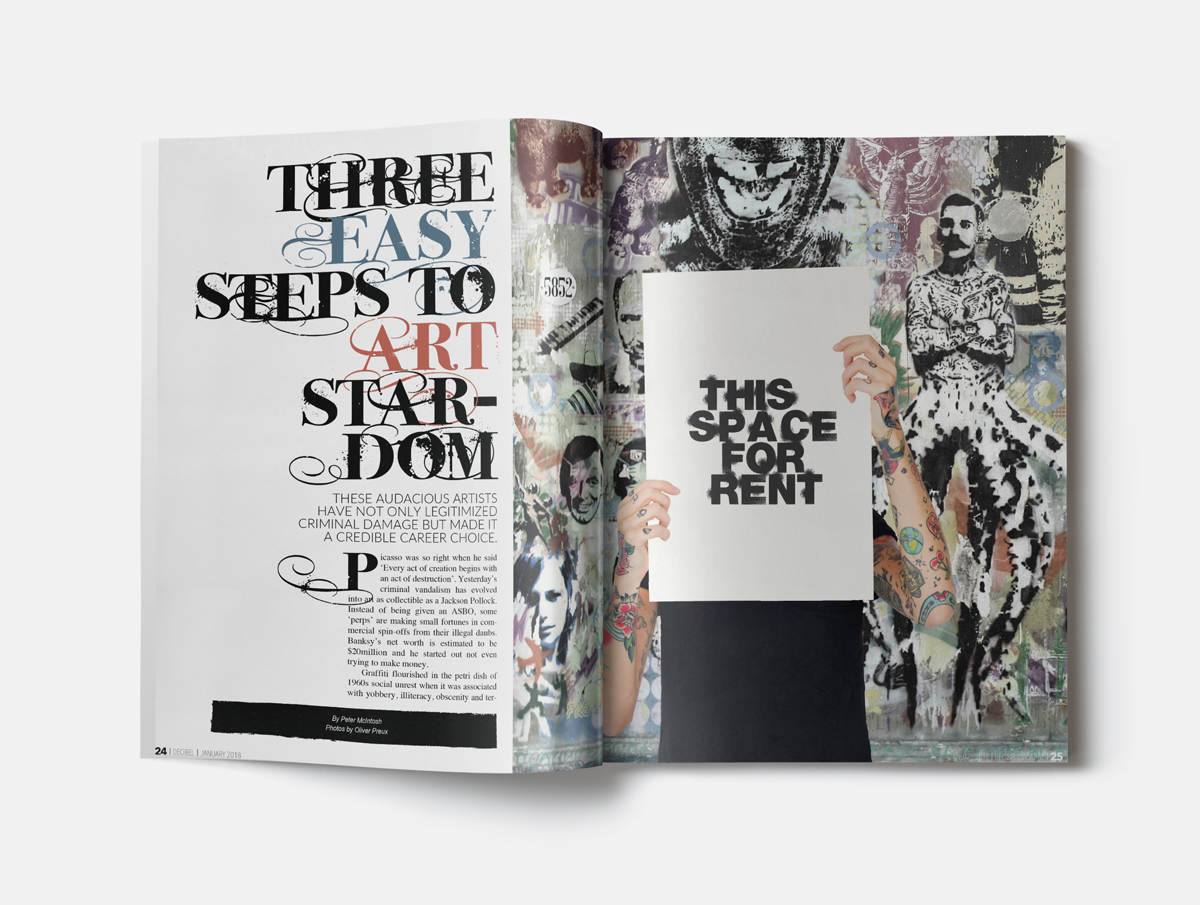 THREE
EASY
STEPS TO
ART
STAR-
DOM
THESE AUDACIOUS ARTISTS
HAVE NOT ONLY LEGITIMIZED
CRIMINAL DAMAGE BUT MADE IT
A CREDIBLE CAREER CHOICE.
Picasso was so right when he said
‘Every act of creation begins with
an act of destruction’. Yesterday’s
criminal vandalism has evolved
into art as collectible as a Jackson Pollock.
Instead of being given an ASBO, some
‘perps’ are making small fortunes in com-
mercial spin-offs from their illegal daubs.
Banksy’s net worth is estimated to be
$20million and he started out not even
trying to make money.
Graffiti flourished in the petri dish of
1960s social unrest when it was associated
with yobbery, illiteracy, obscenity and ter-
By Peter McIntosh
Photos by Oliver Preux
24 | DECIBEL | JANUARY 2018
·5852·
THIS
SPACE
FOR
RENT
25